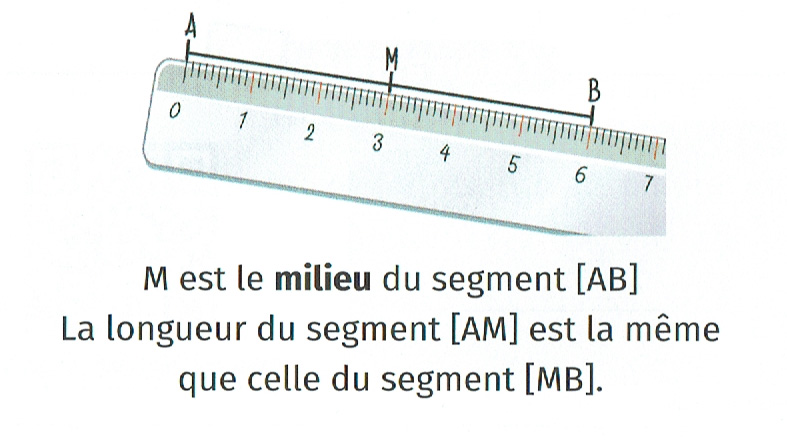 A
M
B
0 1 2 3 4 5 6 7
M est le milieu du segment [AB]
La longueur du segment [AM] est la même
que celle du segment [MB].